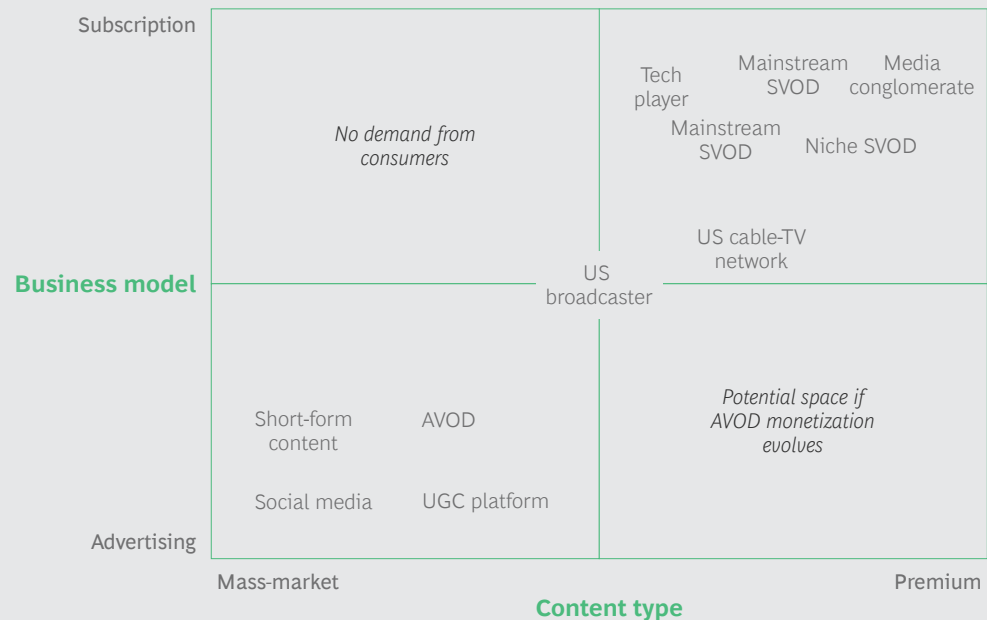 Subscription
Tech
player
Mainstream
SVOD
Media
conglomerate
No demand from
consumers
Mainstream
SVOD
Niche SVOD
US cable-TV
network
Business model
US
broadcaster
Short-form
content
AVOD
Potential space if
AVOD monetization
evolves
Social media
UGC platform
Advertising
Mass-market
Premium
Content type